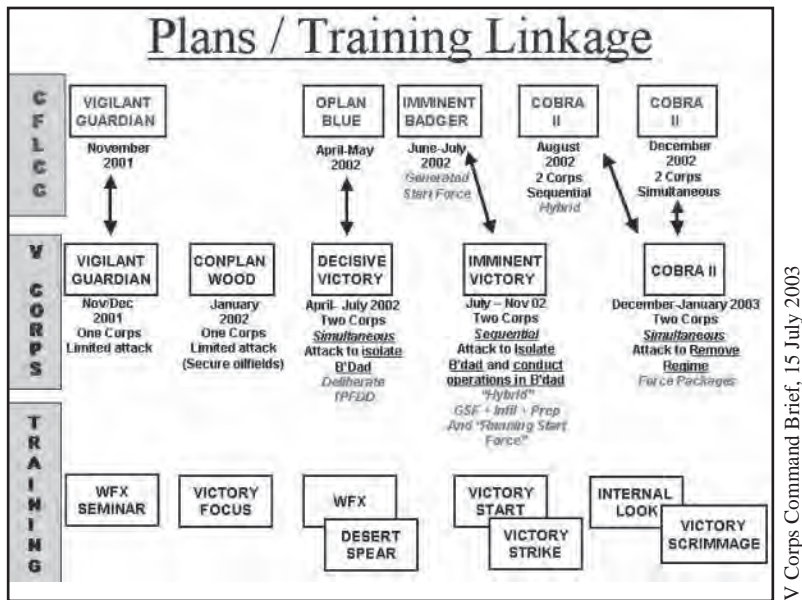 Plans / Training Linkage
CFLCC
VIGILANT
GUARDIAN
November
2001
OPLAN
BLUE
April-May
2002
IMMINENT
BADGER
June-July
2002
Generated
Start Force
COBRA
II
August
2002
2 Corps
Sequential
Hybrid
COBRA
II
December
2002
2 Corps
Simultaneous
V CORPS
VIGILANT
GUARDIAN
Nov/Dec
2001
One Corps
Limited attack
CONPLAN
WOOD
January
2002
One Corps
Limited attack
(Secure oilfields)
DECISIVE
VICTORY
April- July 2002
Two Corps
Simultaneous
Attack to isolate
B'Dad
Deliberate
TPFDD
IMMINENT
VICTORY
July – Nov 02
Two Corps
Sequential
Attack to Isolate
B'dad and conduct
operations in B'dad
"Hybrid"
GSF + Infil + Prep
And "Running Start
Force"
COBRA II
December-January 2003
Two Corps
Simultaneous
Attack to Remove
Regime
Force Packages
TRAINING
WFX
SEMINAR
VICTORY
FOCUS
WFX
DESERT
SPEAR
VICTORY
START
VICTORY
STRIKE
INTERNAL
LOOK
VICTORY
SCRIMMAGE
V Corps Command Brief, 15 July 2003